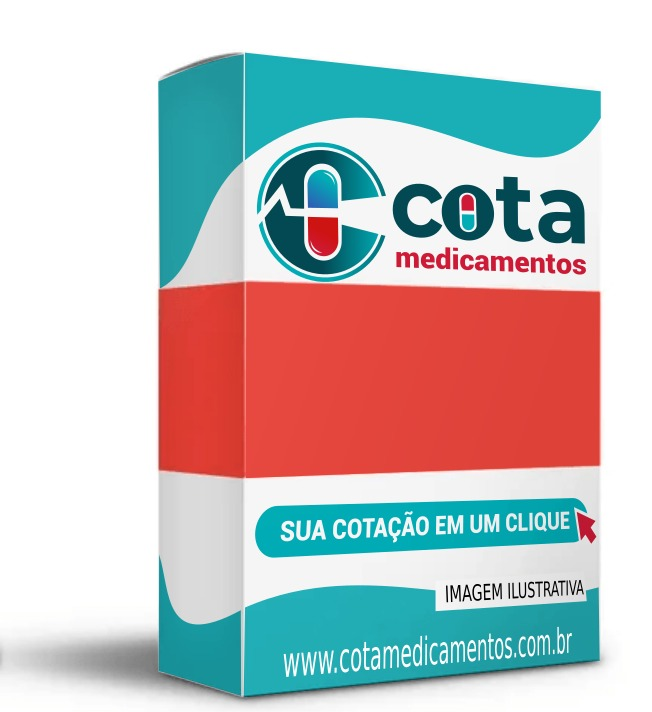 cota
medicamentos
SUA COTAÇÃO EM UM CLIQUE
IMAGEM ILUSTRATIVA
www.cotamedicamentos.com.br